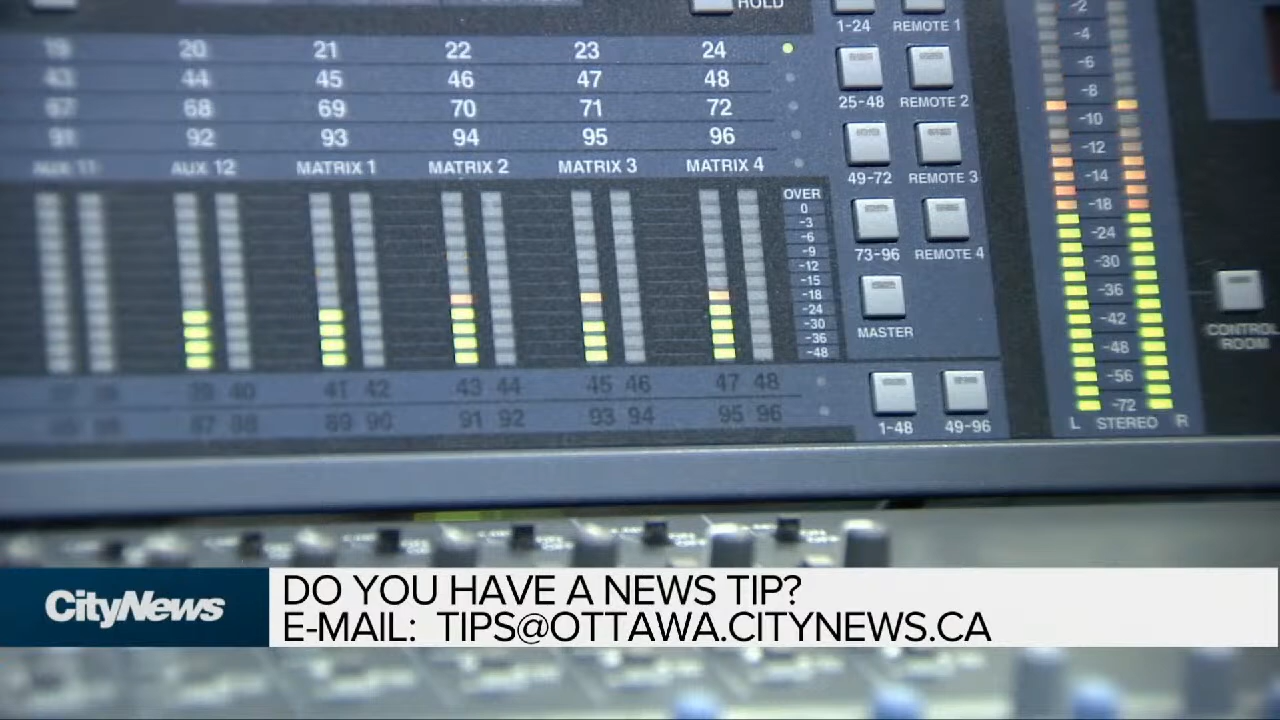 HOLD
1-24 REMOTE 1
19 20 21 22 23 24
43 44 45 46 47 48
67 68 69 70 71 72
91 92 93 94 95 96
AUX 11 AUX 12 MATRIX 1 MATRIX 2 MATRIX 3 MATRIX 4
25-48 REMOTE 2
49-72 REMOTE 3
73-96 REMOTE 4
MASTER
OVER
0
-3
-6
-9
-12
-15
-18
-24
-30
-36
-48
39 40 41 42 43 44 45 46 47 48
87 88 89 90 91 92 93 94 95 96
1-48 49-96
-2
-4
-6
-8
-10
-12
-14
-18
-24
-30
-36
-42
-48
-56
-72
L STEREO R
CONTROL
ROOM
CityNews
DO YOU HAVE A NEWS TIP?
E-MAIL: TIPS@OTTAWA.CITYNEWS.CA